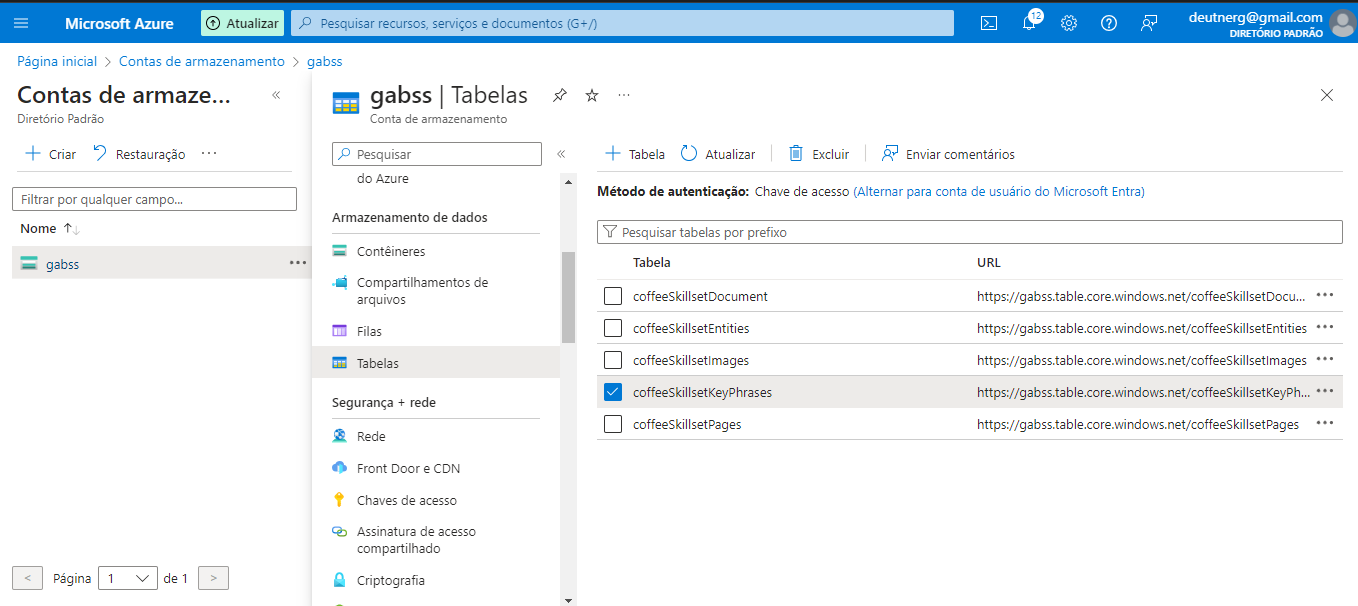 Microsoft Azure
Atualizar
Pesquisar recursos, serviços e documentos (G+/)
12
deutnerg@gmail.com
DIRETÓRIO PADRÃO
Página inicial > Contas de armazenamento > gabss
Contas de armaze...
Diretório Padrão
Criar
Restauração
Filtrar por qualquer campo...
Nome
gabss
Página 1 de 1
gabss | Tabelas
Conta de armazenamento
Pesquisar
do Azure
Armazenamento de dados
Contêineres
Compartilhamentos de
arquivos
Filas
Tabelas
Segurança + rede
Rede
Front Door e CDN
Chaves de acesso
Assinatura de acesso
compartilhado
Criptografia
Tabela
Atualizar
Excluir
Enviar comentários
Método de autenticação: Chave de acesso (Alternar para conta de usuário do Microsoft Entra)
Pesquisar tabelas por prefixo
Tabela URL
coffeeSkillsetDocument https://gabss.table.core.windows.net/coffeeSkillsetDocu...
coffeeSkillsetEntities https://gabss.table.core.windows.net/coffeeSkillsetEntities
coffeeSkillsetImages https://gabss.table.core.windows.net/coffeeSkillsetImages
coffeeSkillsetKeyPhrases https://gabss.table.core.windows.net/coffeeSkillsetKeyPh...
coffeeSkillsetPages https://gabss.table.core.windows.net/coffeeSkillsetPages